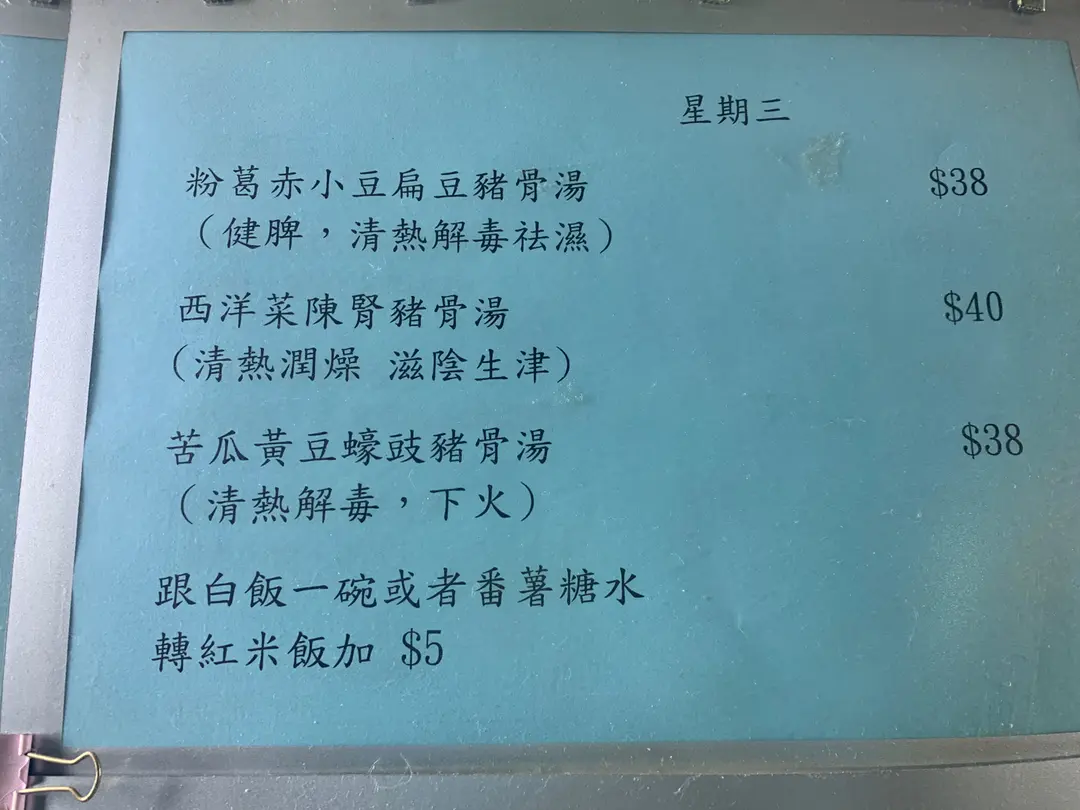 星期三
粉葛赤小豆扁豆豬骨湯 $38
（健脾，清熱解毒祛濕）
西洋菜陳腎豬骨湯 $40
(清熱潤燥 滋陰生津)
苦瓜黃豆蠔豉豬骨湯 $38
（清熱解毒，下火）
跟白飯一碗或者番薯糖水
轉紅米飯加 $5